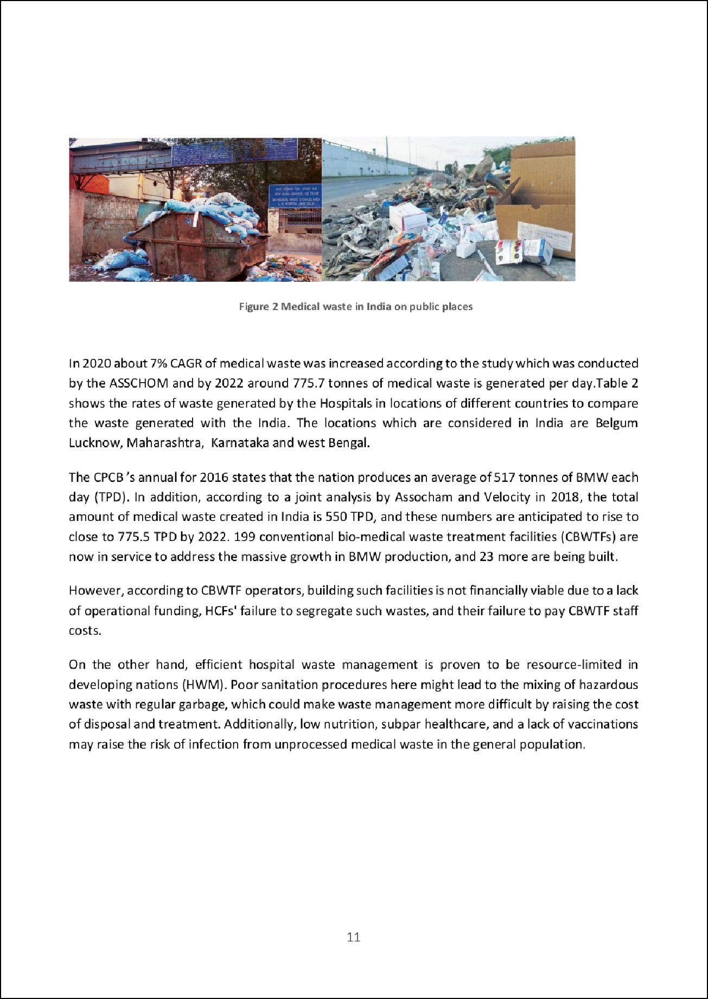 BIO-MEDICAL WASTE STORAGE AREA
L. N. HOSPITAL, NEW DELHI
Figure 2 Medical waste in India on public places
In 2020 about 7% CAGR of medical waste was increased according to the study which was conducted
by the ASSCHOM and by 2022 around 775.7 tonnes of medical waste is generated per day.Table 2
shows the rates of waste generated by the Hospitals in locations of different countries to compare
the waste generated with the India. The locations which are considered in India are Belgum
Lucknow, Maharashtra,  Karnataka and west Bengal.
The CPCB ’s annual for 2016 states that the nation produces an average of 517 tonnes of BMW each
day (TPD). In addition, according to a joint analysis by Assocham and Velocity in 2018, the total
amount of medical waste created in India is 550 TPD, and these numbers are anticipated to rise to
close to 775.5 TPD by 2022. 199 conventional bio-medical waste treatment facilities (CBWTFs) are
now in service to address the massive growth in BMW production, and 23 more are being built.
However, according to CBWTF operators, building such facilities is not financially viable due to a lack
of operational funding, HCFs' failure to segregate such wastes, and their failure to pay CBWTF staff
costs.
On the other hand, efficient hospital waste management is proven to be resource-limited in
developing nations (HWM). Poor sanitation procedures here might lead to the mixing of hazardous
waste with regular garbage, which could make waste management more difficult by raising the cost
of disposal and treatment. Additionally, low nutrition, subpar healthcare, and a lack of vaccinations
may raise the risk of infection from unprocessed medical waste in the general population.
11